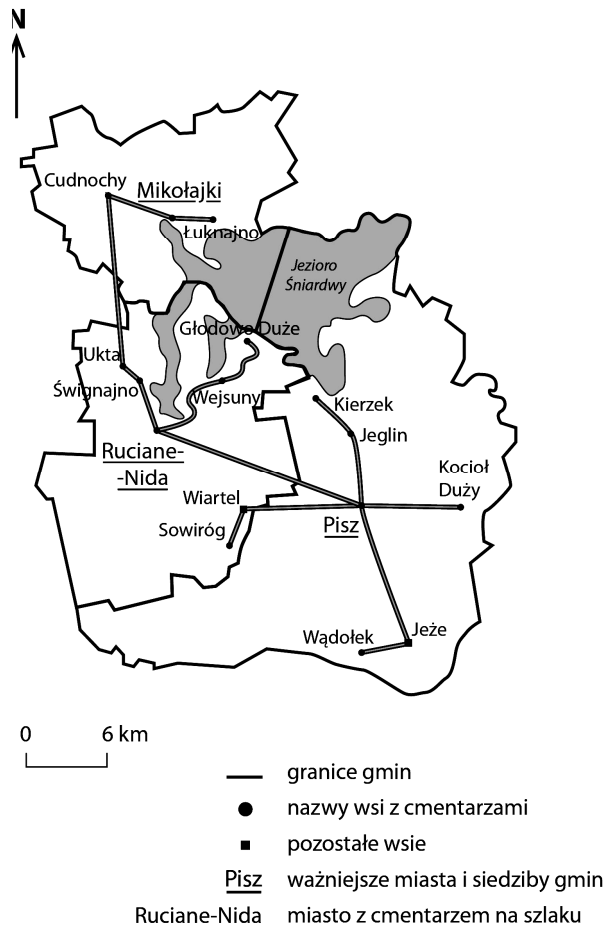 N
Cudnochy
Mikołajki
Łuknajno
Jezioro
Śniardwy
Głodowo Duże
Ukta
Śwignajno
Wejsuny
Kierzek
Jeglin
Ruciane-
-Nida
Kocioł
Duży
Wiartel
Sowiróg
Pisz
Wądołek
Jeże
0 6 km
granice gmin
nazwy wsi z cmentarzami
pozostałe wsie
Pisz ważniejsze miasta i siedziby gmin
Ruciane-Nida miasto z cmentarzem na szlaku